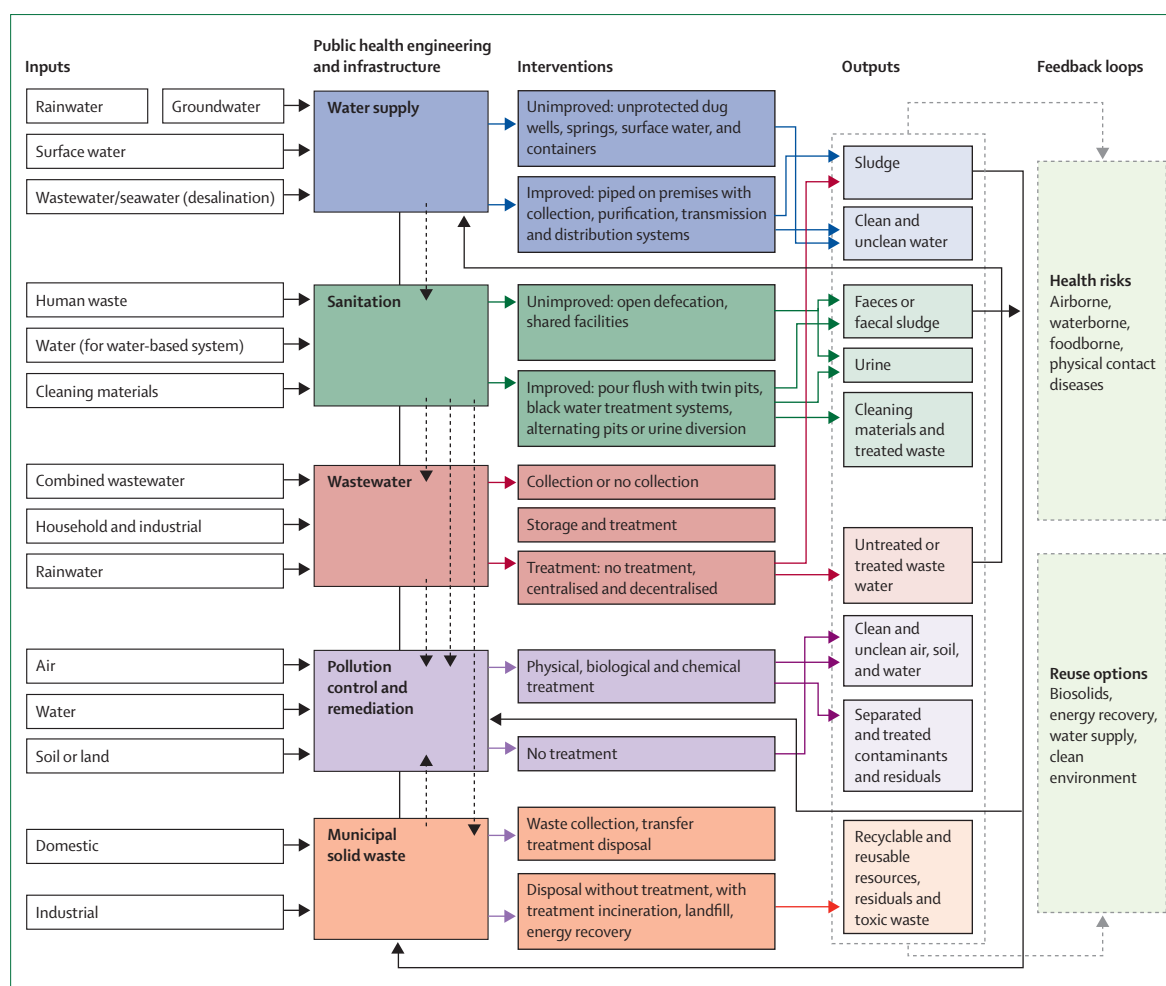 Inputs
Public health engineering
and infrastructure
Interventions
Outputs
Feedback loops
Rainwater
Groundwater
Surface water
Wastewater/seawater (desalination)
Water supply
Unimproved: unprotected dug
wells, springs, surface water, and
containers
Improved: piped on premises with
collection, purification, transmission
and distribution systems
Sludge
Clean and
unclean water
Human waste
Water (for water-based system)
Cleaning materials
Sanitation
Unimproved: open defecation,
shared facilities
Improved: pour flush with twin pits,
black water treatment systems,
alternating pits or urine diversion
Faeces or
faecal sludge
Urine
Cleaning
materials and
treated waste
Combined wastewater
Household and industrial
Rainwater
Wastewater
Collection or no collection
Storage and treatment
Treatment: no treatment,
centralised and decentralised
Untreated or
treated waste
water
Air
Water
Soil or land
Pollution
control and
remediation
Physical, biological and chemical
treatment
No treatment
Clean and
unclean air, soil,
and water
Separated
and treated
contaminants
and residuals
Domestic
Industrial
Municipal
solid waste
Waste collection, transfer
treatment disposal
Disposal without treatment, with
treatment incineration, landfill,
energy recovery
Recyclable and
reusable
resources,
residuals and
toxic waste
Health risks
Airborne,
waterborne,
foodborne,
physical contact
diseases
Reuse options
Biosolids,
energy recovery,
water supply,
clean
environment